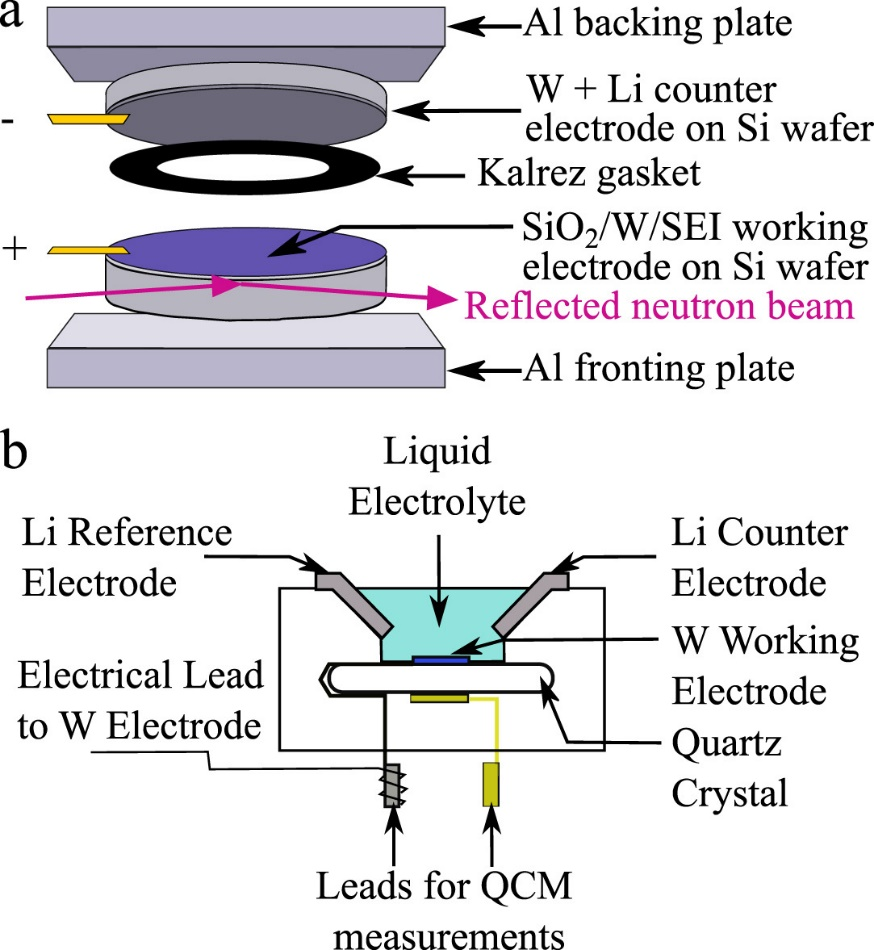 a
Al backing plate
W + Li counter
electrode on Si wafer
-
Kalrez gasket
+
SiO₂/W/SEI working
electrode on Si wafer
Reflected neutron beam
Al fronting plate
b
Liquid
Electrolyte
Li Reference
Electrode
Li Counter
Electrode
W Working
Electrode
Electrical Lead
to W Electrode
Quartz
Crystal
Leads for QCM
measurements